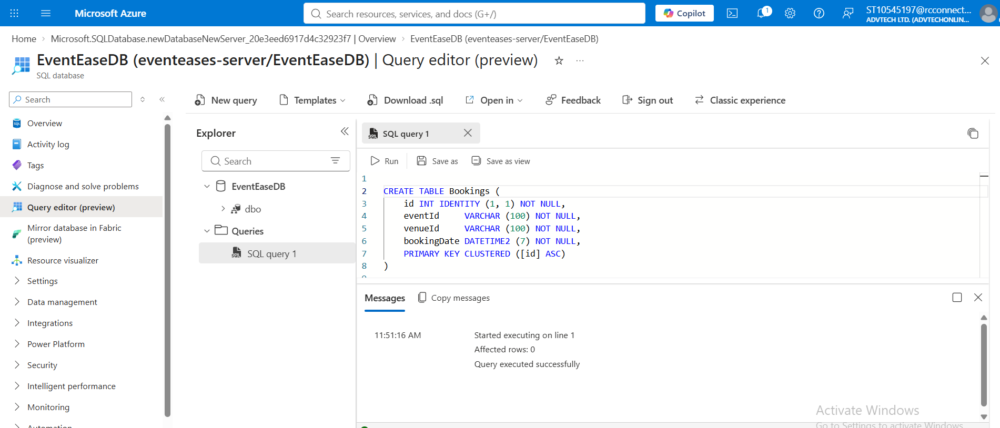 Microsoft Azure
Search resources, services, and docs (G+/)
Copilot
1
ST10545197@rcconnect...
ADVTECH LTD. (ADVTECHONLIN...
Home > Microsoft.SQLDatabase.newDatabaseNewServer_20e3eed6917d4c32923f7 | Overview > EventEaseDB (eventeases-server/EventEaseDB)
EventEaseDB (eventeases-server/EventEaseDB) | Query editor (preview)
SQL database
Search
Overview
Activity log
Tags
Diagnose and solve problems
Query editor (preview)
Mirror database in Fabric
(preview)
Resource visualizer
Settings
Data management
Integrations
Power Platform
Security
Intelligent performance
Monitoring
Automation
New query
Templates
Download .sql
Open in
Feedback
Sign out
Classic experience
Explorer
Search
EventEaseDB
dbo
Queries
SQL query 1
SQL query 1
Run
Save as
Save as view
1
2 CREATE TABLE Bookings (
3 id INT IDENTITY (1, 1) NOT NULL,
4 eventId VARCHAR (100) NOT NULL,
5 venueId VARCHAR (100) NOT NULL,
6 bookingDate DATETIME2 (7) NOT NULL,
7 PRIMARY KEY CLUSTERED ([id] ASC)
8 )
9
Messages
Copy messages
11:51:16 AM
Started executing on line 1
Affected rows: 0
Query executed successfully
Activate Windows
Go to Settings to activate Windows.